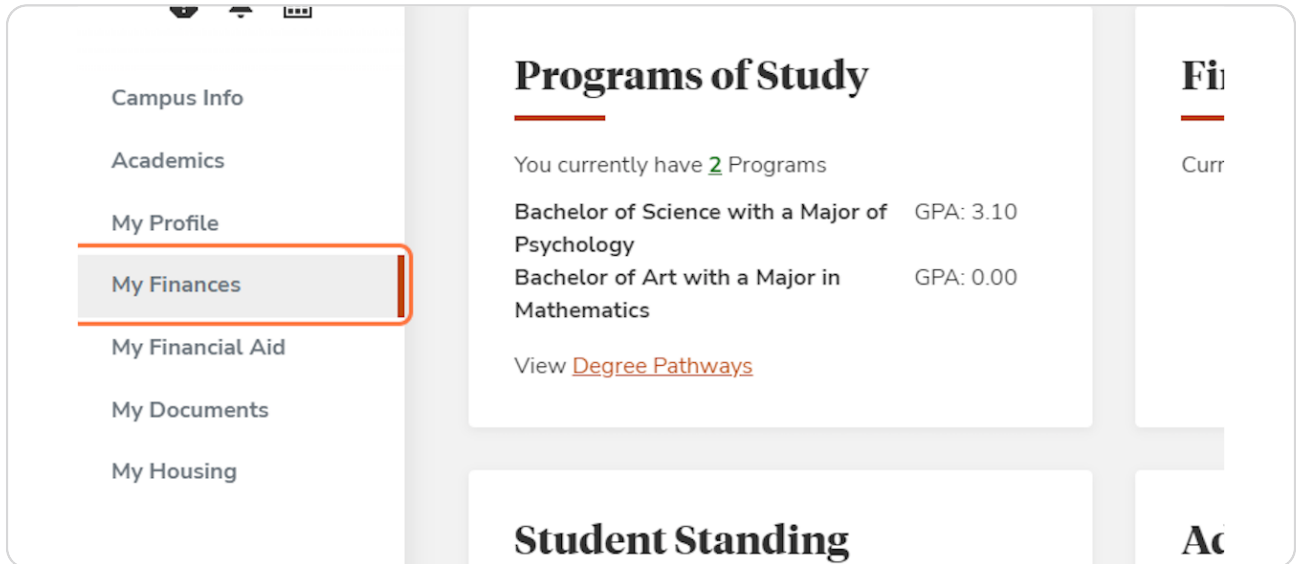 Campus Info
Academics
My Profile
My Finances
My Financial Aid
My Documents
My Housing
Programs of Study
You currently have 2 Programs
Bachelor of Science with a Major of GPA: 3.10
Psychology
Bachelor of Art with a Major in GPA: 0.00
Mathematics
View Degree Pathways
Student Standing
Curr